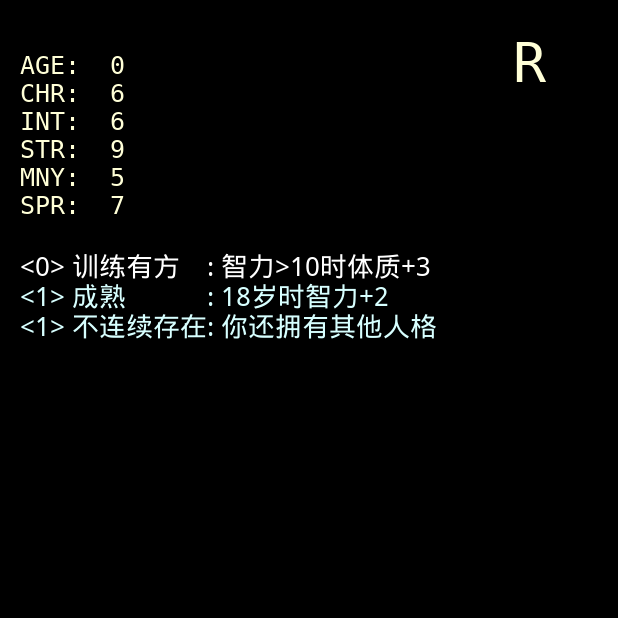 R
AGE: 0
CHR: 6
INT: 6
STR: 9
MNY: 5
SPR: 7
<0> 训练有方 : 智力>10时体质+3
<1> 成熟 : 18岁时智力+2
<1> 不连续存在: 你还拥有其他人格